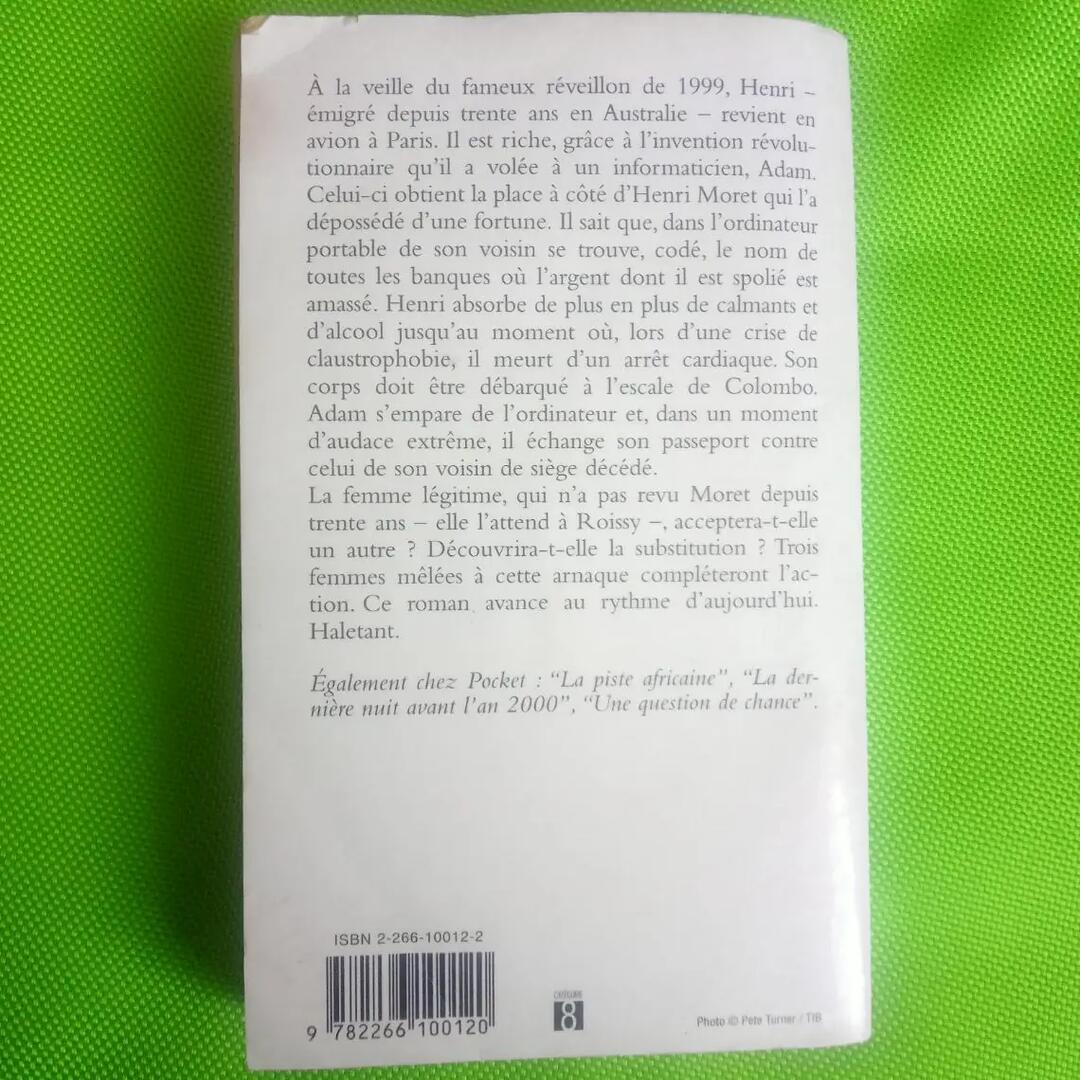 À la veille du fameux réveillon de 1999, Henri –
émigré depuis trente ans en Australie – revient en
avion à Paris. Il est riche, grâce à l'invention révolu-
tionnaire qu'il a volée à un informaticien, Adam.
Celui-ci obtient la place à côté d'Henri Moret qui l'a
dépossédé d'une fortune. Il sait que, dans l'ordinateur
portable de son voisin se trouve, codé, le nom de
toutes les banques où l'argent dont il est spolié est
amassé. Henri absorbe de plus en plus de calmants et
d'alcool jusqu'au moment où, lors d'une crise de
claustrophobie, il meurt d'un arrêt cardiaque. Son
corps doit être débarqué à l'escale de Colombo.
Adam s'empare de l'ordinateur et, dans un moment
d'audace extrême, il échange son passeport contre
celui de son voisin de siège décédé.
La femme légitime, qui n'a pas revu Moret depuis
trente ans – elle l'attend à Roissy –, acceptera-t-elle
un autre ? Découvrira-t-elle la substitution ? Trois
femmes mêlées à cette arnaque compléteront l'ac-
tion. Ce roman avance au rythme d'aujourd'hui.
Haletant.
Également chez Pocket : “La piste africaine”, “La der-
nière nuit avant l'an 2000”, “Une question de chance”.
ISBN 2-266-10012-2
9 782266 100120
CATÉGORIE
8
Photo © Pete Turner / TIB